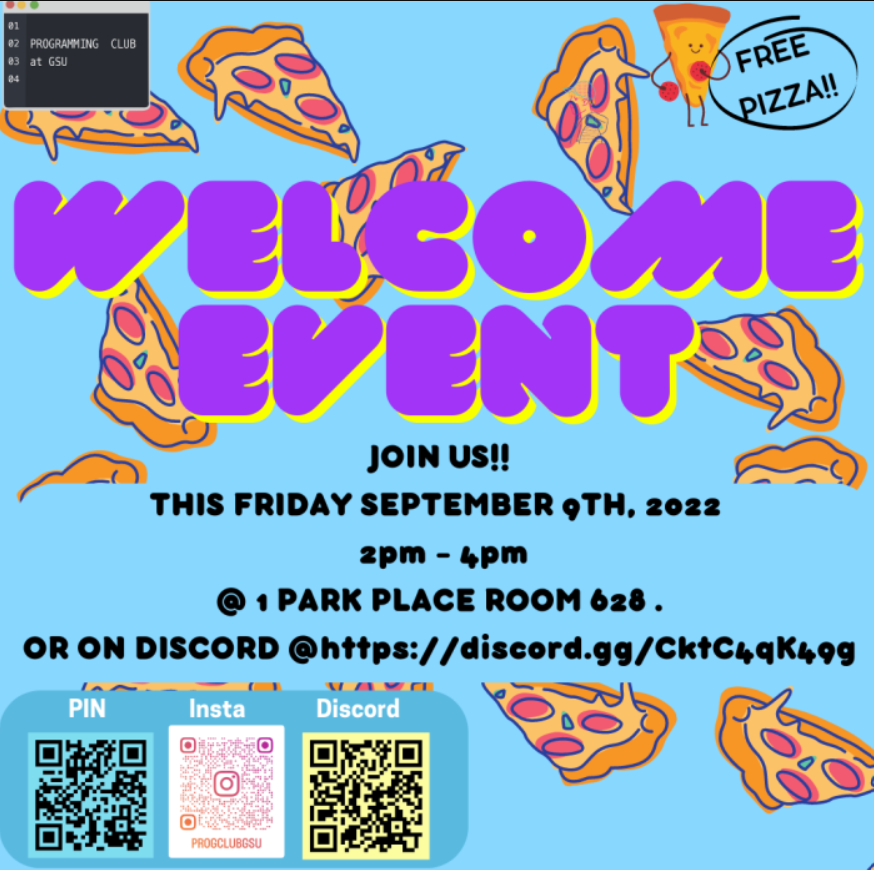 01
02 PROGRAMMING CLUB
03 at GSU
04
FREE
PIZZA!!
WELCOME
EVENT
JOIN US!!
THIS FRIDAY SEPTEMBER 9TH, 2022
2pm - 4pm
@ 1 PARK PLACE ROOM 628 .
OR ON DISCORD @https://discord.gg/CktC4qK49g
PIN Insta Discord
PROGCLUBGSU